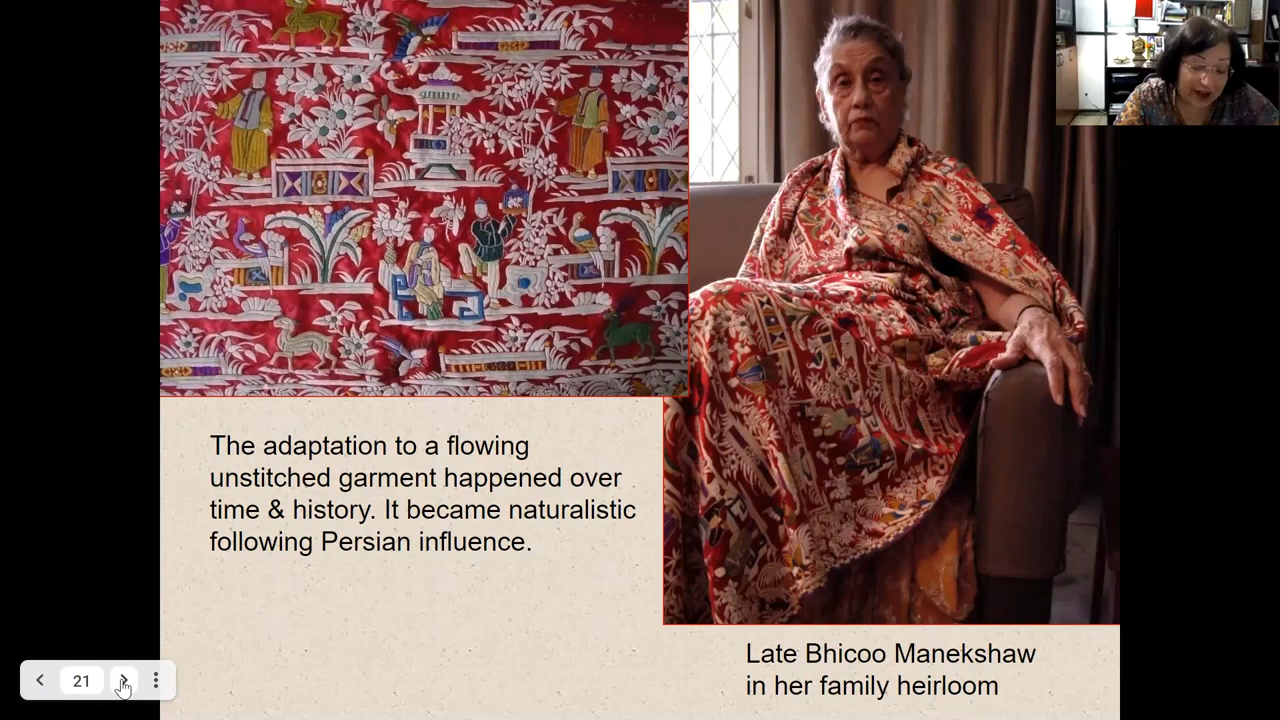 The adaptation to a flowing
unstitched garment happened over
time & history. It became naturalistic
following Persian influence.
Late Bhicoo Manekshaw
in her family heirloom
21